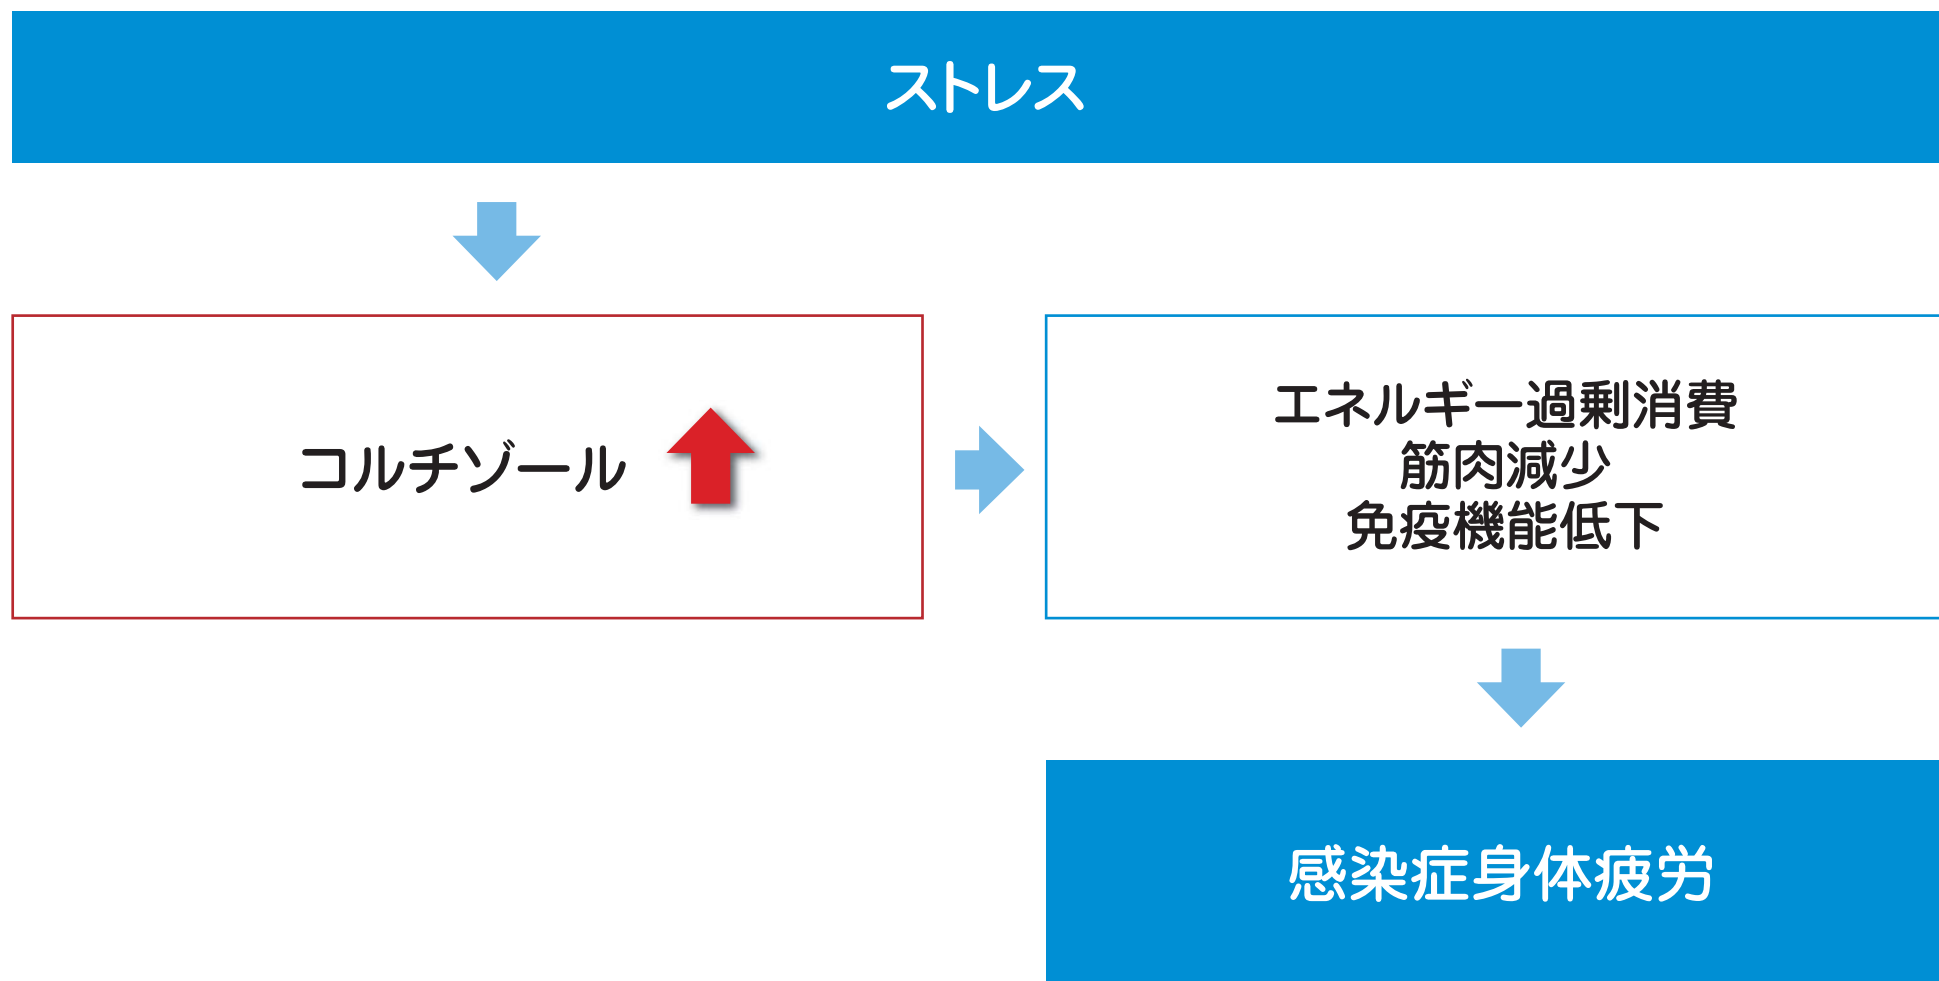 ストレス
コルチゾール
エネルギー過剰消費
筋肉減少
免疫機能低下
感染症身体疲労